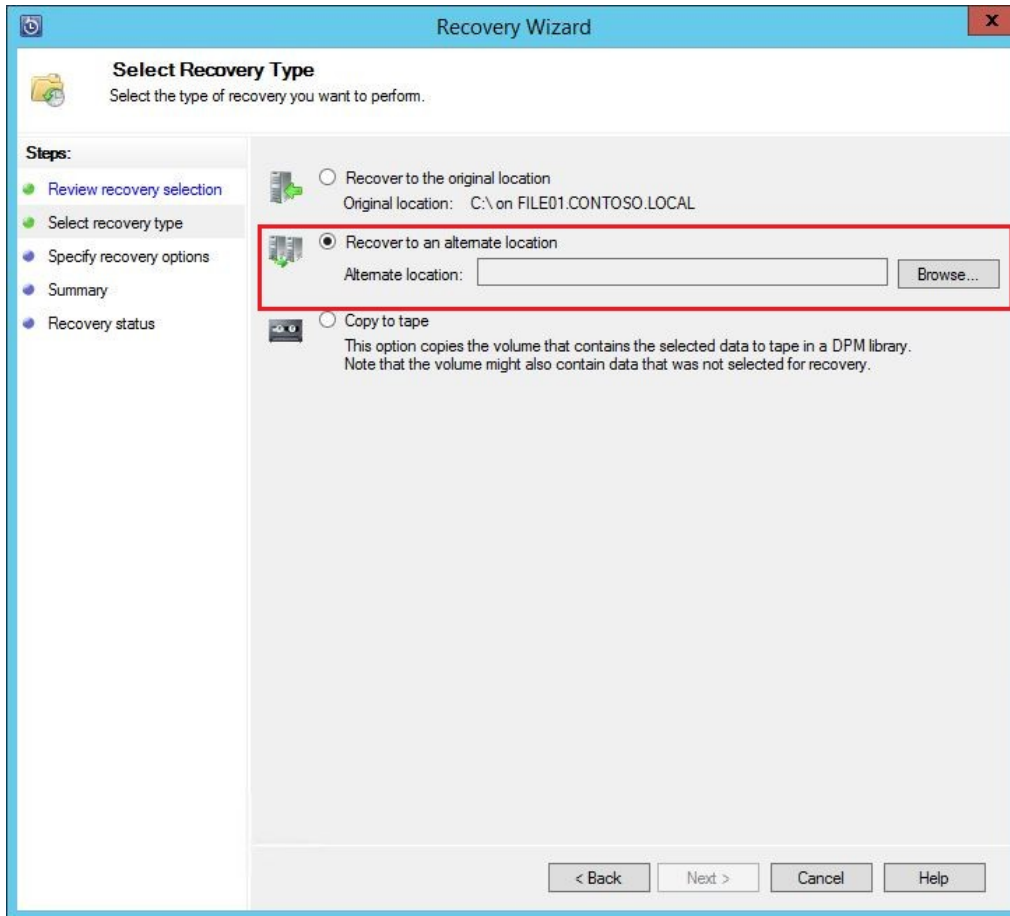 Recovery Wizard
x
Select Recovery Type
Select the type of recovery you want to perform.
Steps:
Review recovery selection
Select recovery type
Specify recovery options
Summary
Recovery status
Recover to the original location
Original location: C:\ on FILE01.CONTOSO.LOCAL
Recover to an alternate location
Alternate location: Browse...
Copy to tape
This option copies the volume that contains the selected data to tape in a DPM library.
Note that the volume might also contain data that was not selected for recovery.
< Back Next > Cancel Help